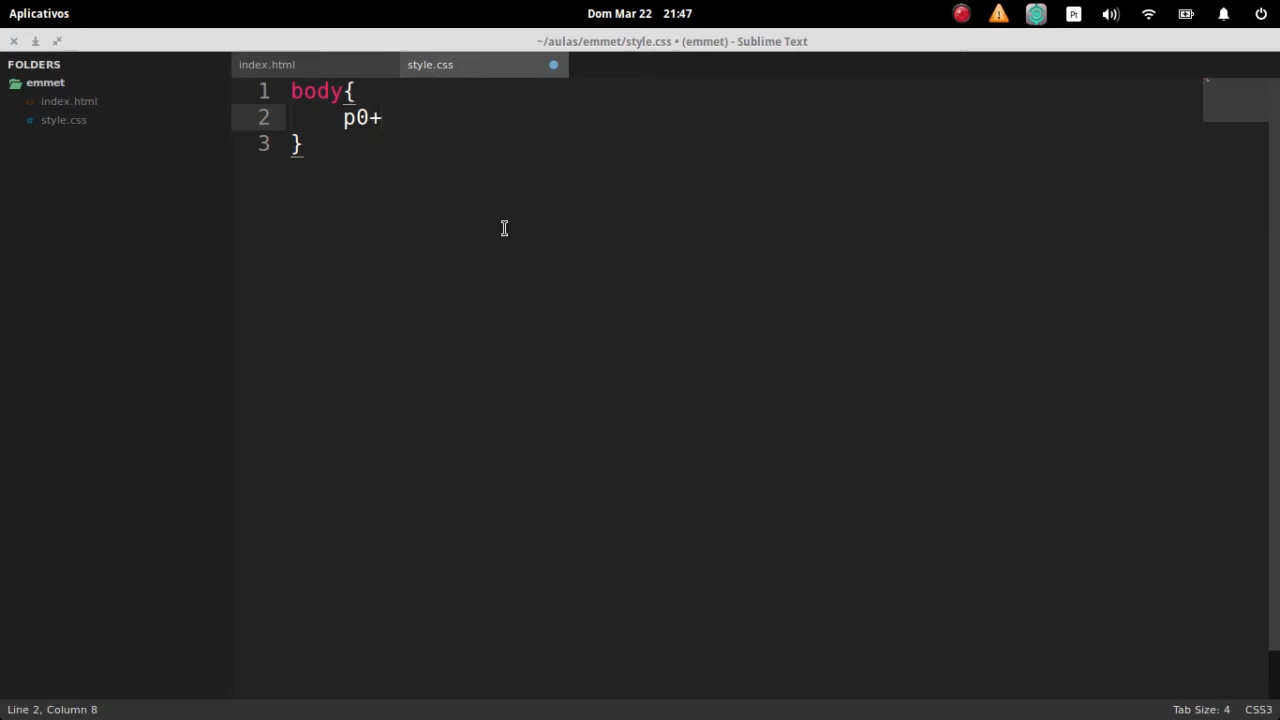 Aplicativos
Dom Mar 22 21:47
Pt
~/aulas/emmet/style.css • (emmet) - Sublime Text
FOLDERS
emmet
index.html
style.css
index.html
style.css
1 body{
2 p0+
3 }
Line 2, Column 8
Tab Size: 4
CSS3